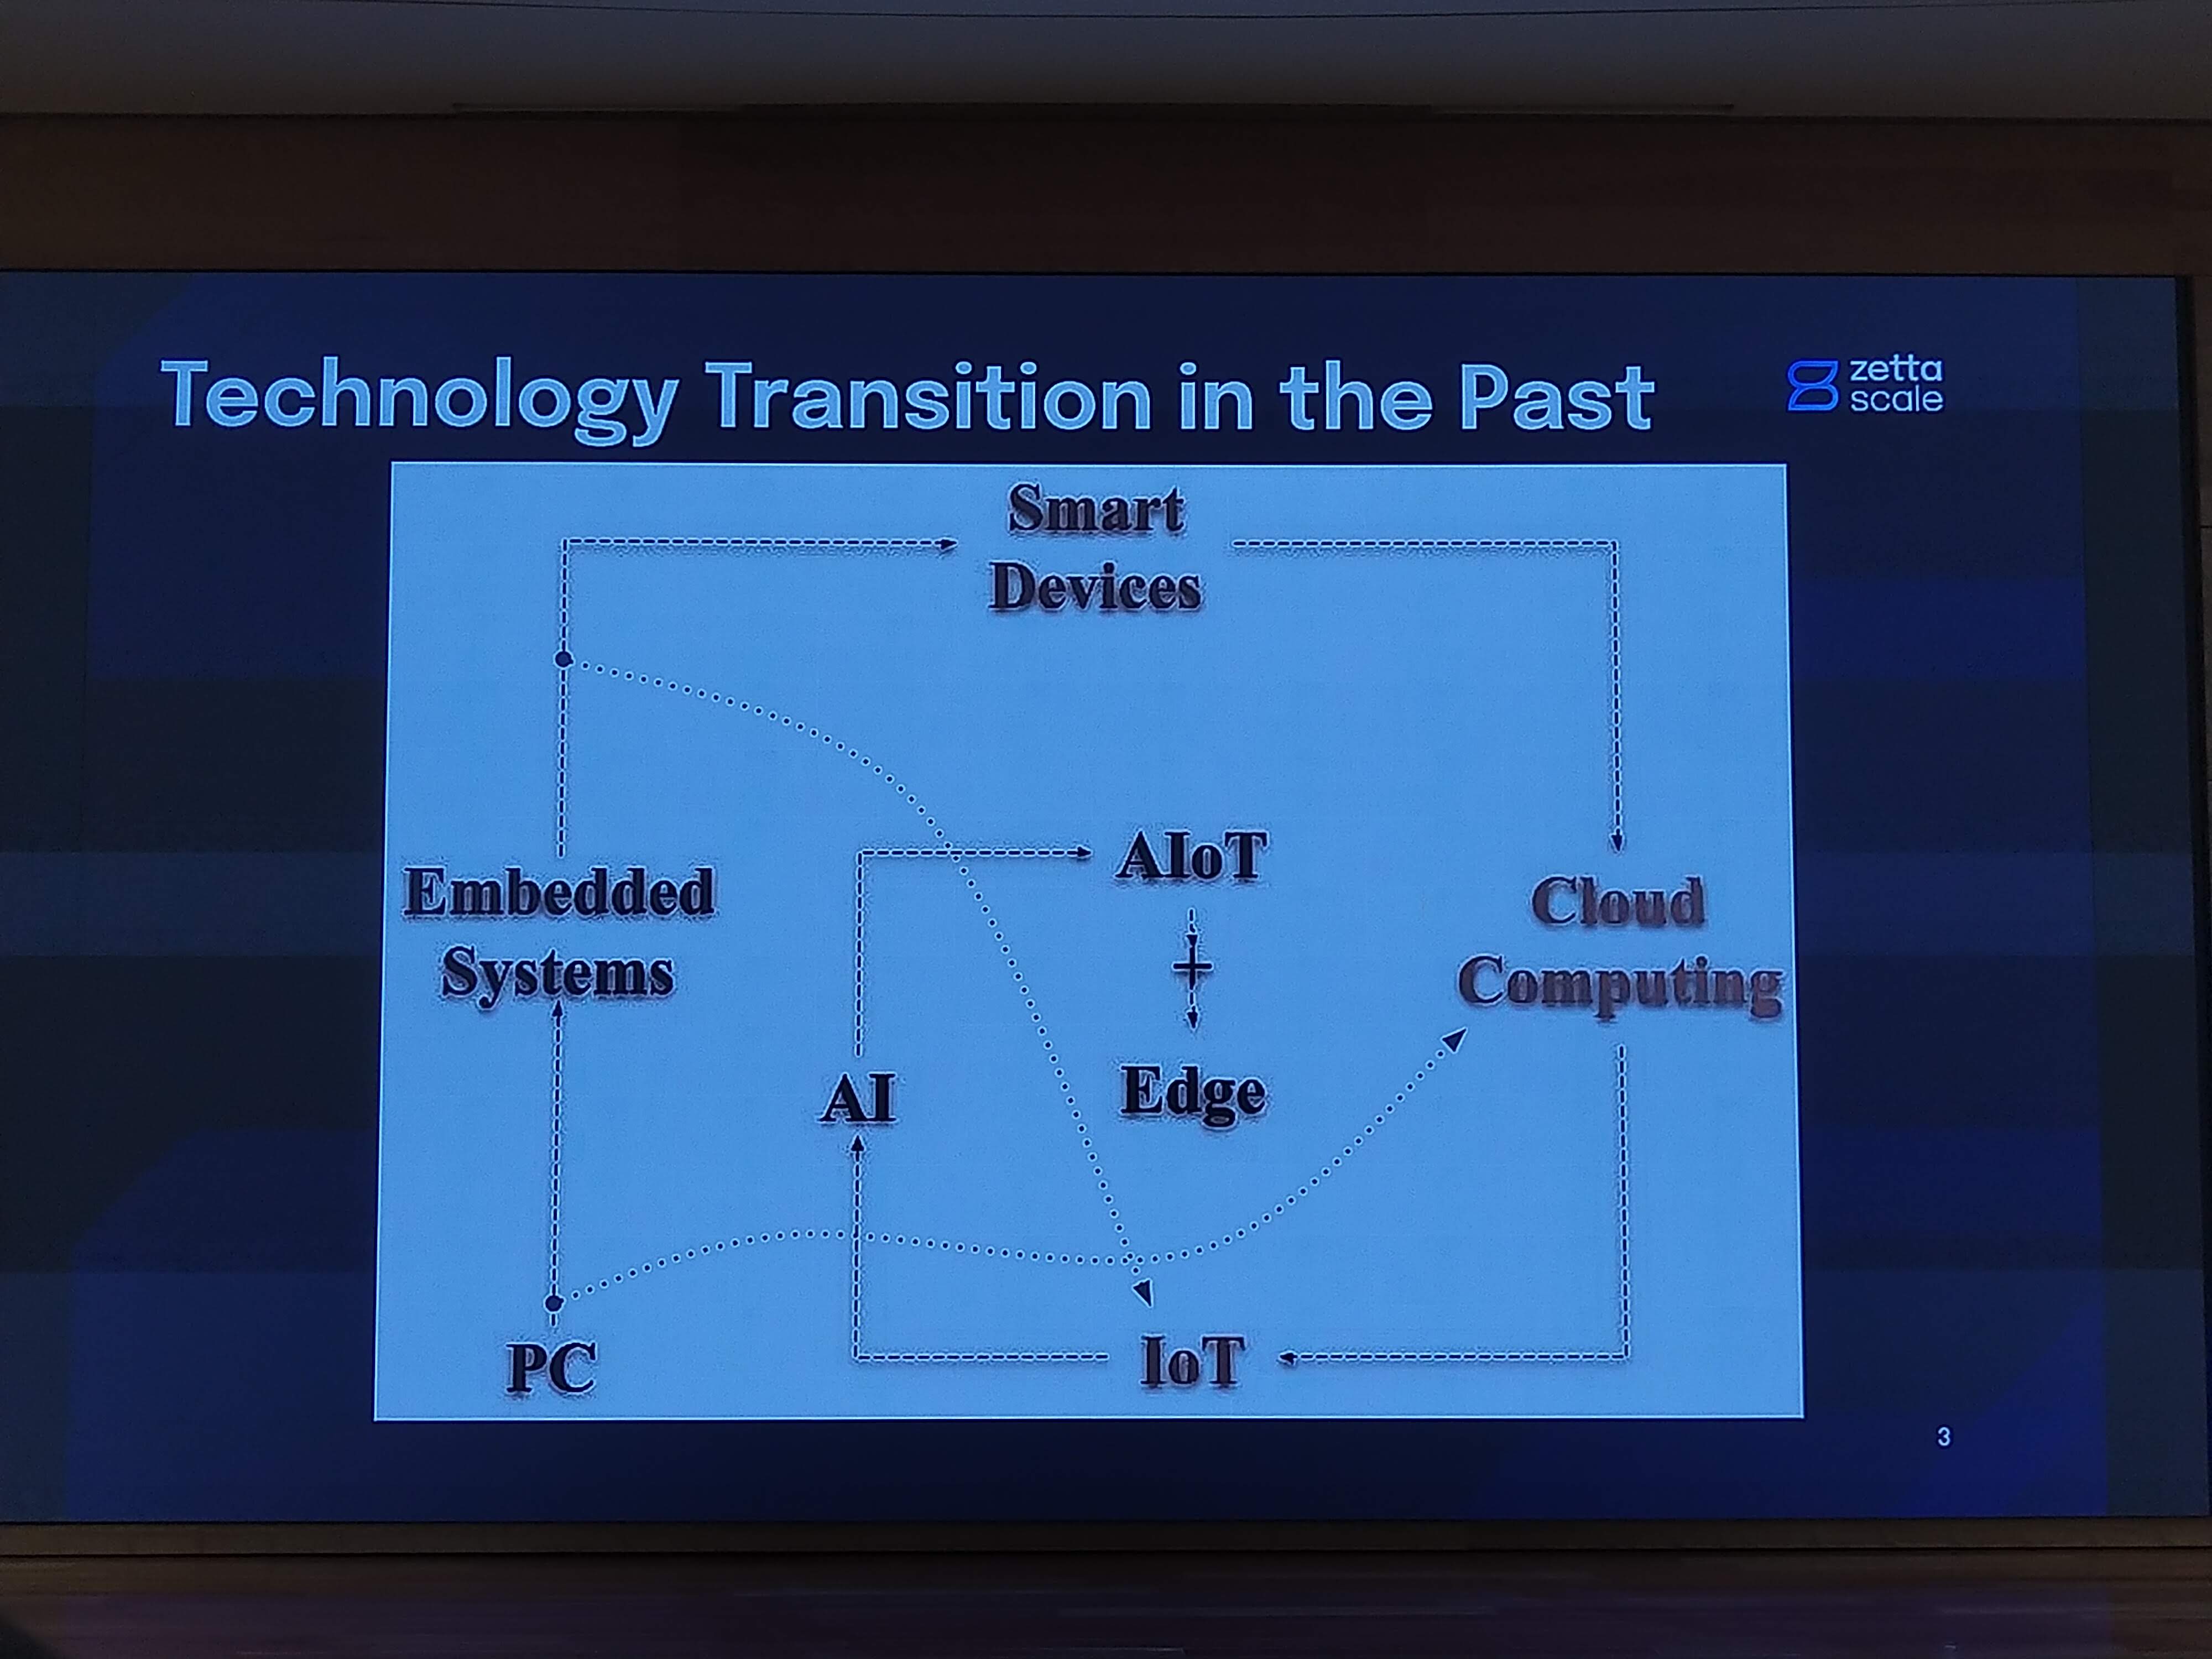 Technology Transition in the Past
zetta
scale
Smart
Devices
Embedded
Systems
AIoT
+
Edge
Cloud
Computing
AI
PC
IoT
3